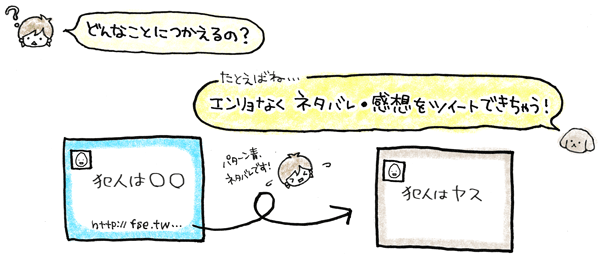 ?
どんなことにつかえるの？
たとえばね…
エンリョなく ネタバレ・感想をツイートできちゃう！
犯人は〇〇
http://fse.tw…
パターン青、
ネタバレです！
犯人はヤス